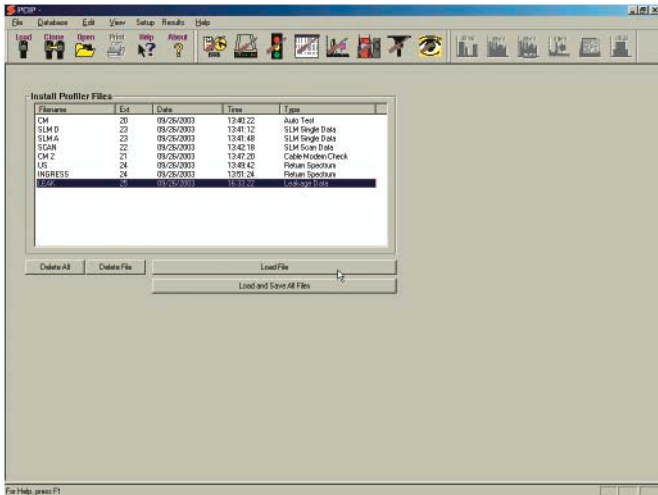 PDIP -
File Database Edit View Setup Results Help
Load Clone Open Print Help About
Install Profiler Files
Filename Ext Date Time Type
CM 20 09/26/2003 13:40:22 Auto Test
SLM D 23 09/26/2003 13:41:12 SLM Single Data
SLM A 23 09/26/2003 13:41:48 SLM Single Data
SCAN 22 09/26/2003 13:42:18 SLM Scan Data
CM 2 21 09/26/2003 13:47:20 Cable Modem Check
US 24 09/26/2003 13:49:42 Return Spectrum
INGRESS 24 09/26/2003 13:51:24 Return Spectrum
LEAK 25 09/26/2003 16:33:22 Leakage Data
Delete All Delete File Load File
Load and Save All Files
For Help, press F1